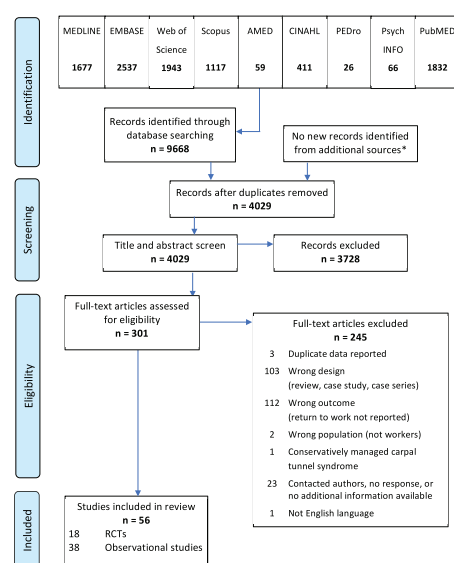 MEDLINE
1677
EMBASE
2537
Web of
Science
1943
Scopus
1117
AMED
59
CINAHL
411
PEDro
26
Psych
INFO
66
PubMED
1832
Identification
Records identified through
database searching
n = 9668
No new records identified
from additional sources*
Screening
Records after duplicates removed
n = 4029
Title and abstract screen
n = 4029
Records excluded
n = 3728
Eligibility
Full-text articles assessed
for eligibility
n = 301
Full-text articles excluded
n = 245
3 Duplicate data reported
103 Wrong design
(review, case study, case series)
112 Wrong outcome
(return to work not reported)
2 Wrong population (not workers)
1 Conservatively managed carpal
tunnel syndrome
23 Contacted authors, no response, or
no additional information available
1 Not English language
Included
Studies included in review
n = 56
18 RCTs
38 Observational studies